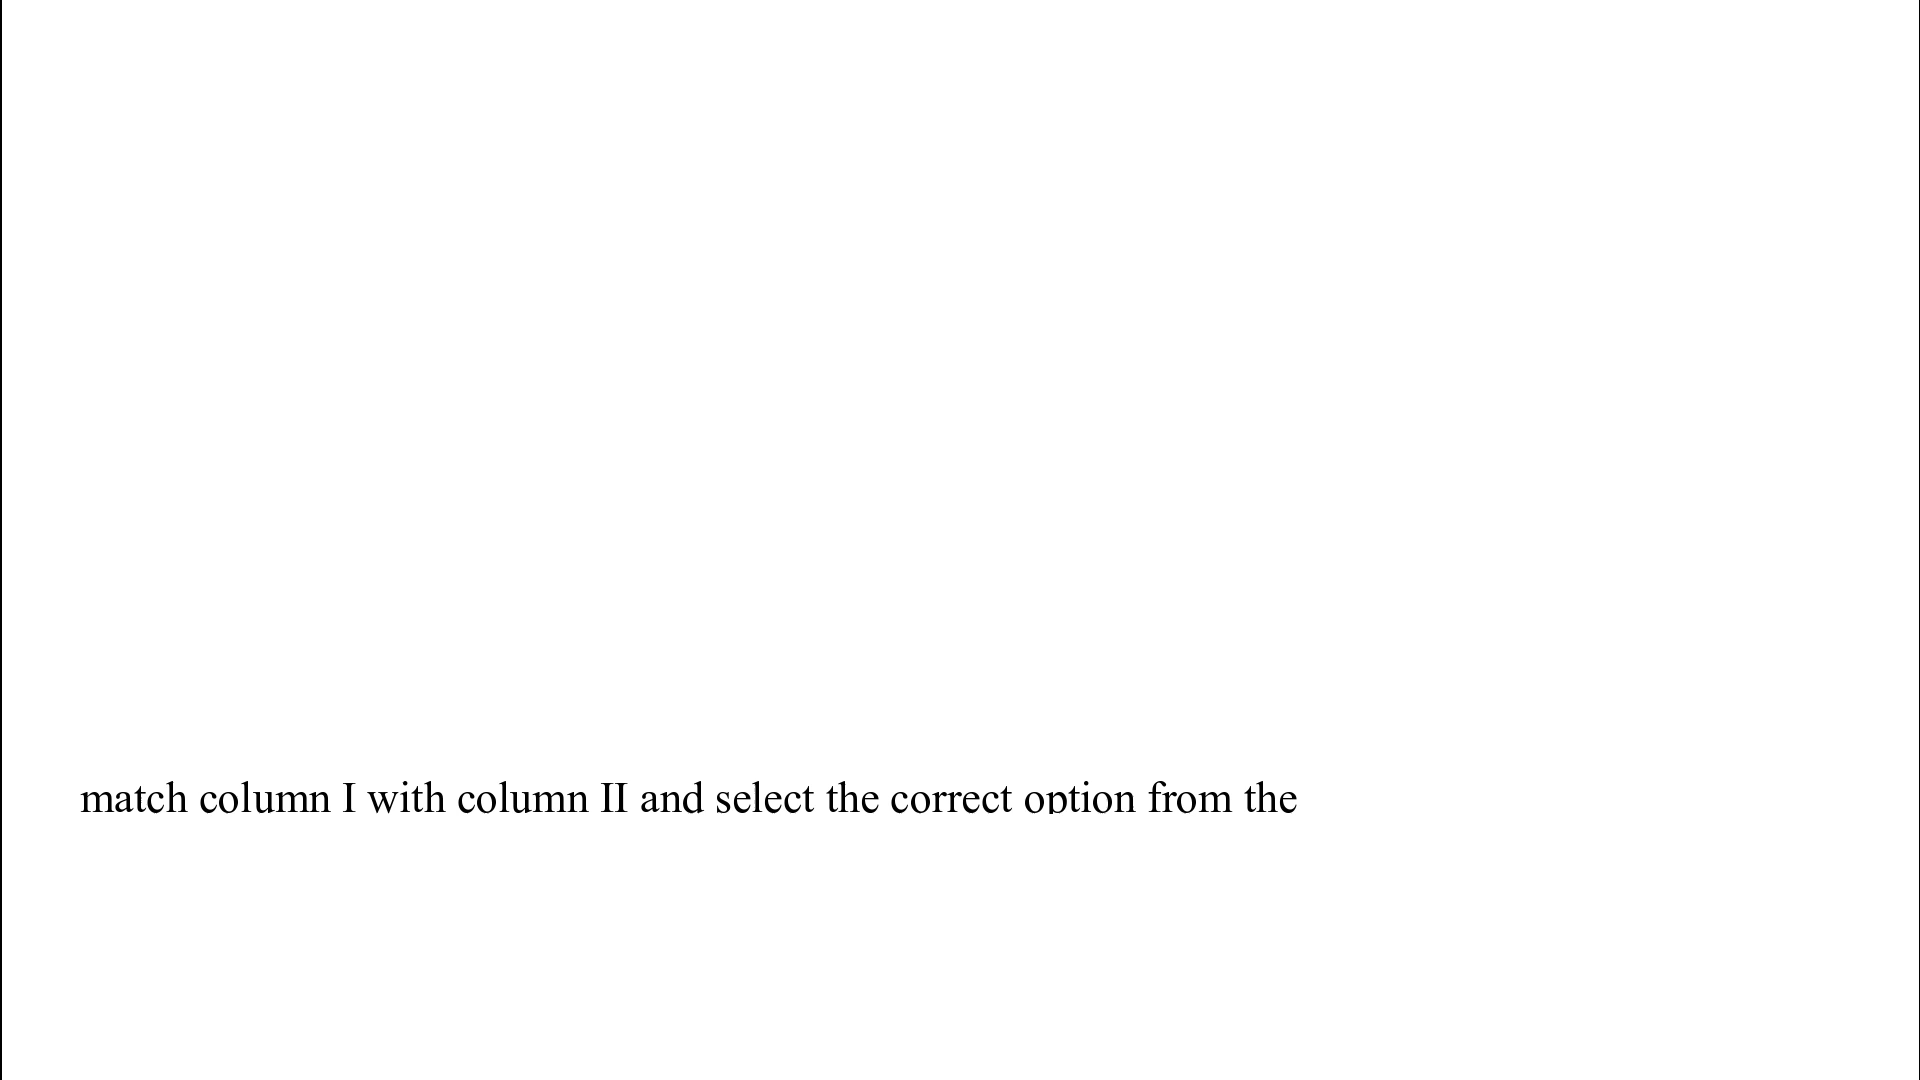 match column I with column II and select the correct option from the